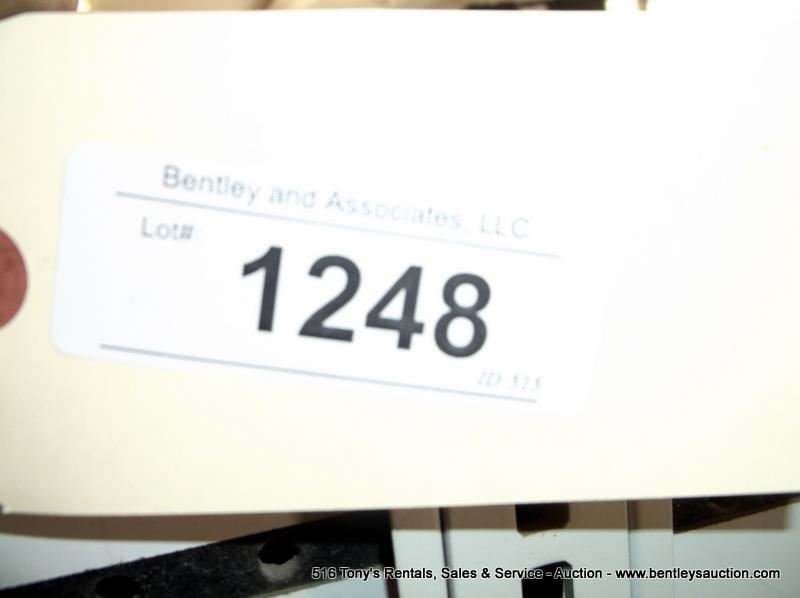 Bentley and Associates, LLC
Lot#:
1248
ID 515
516 Tony's Rentals, Sales & Service - Auction - www.bentleysauction.com